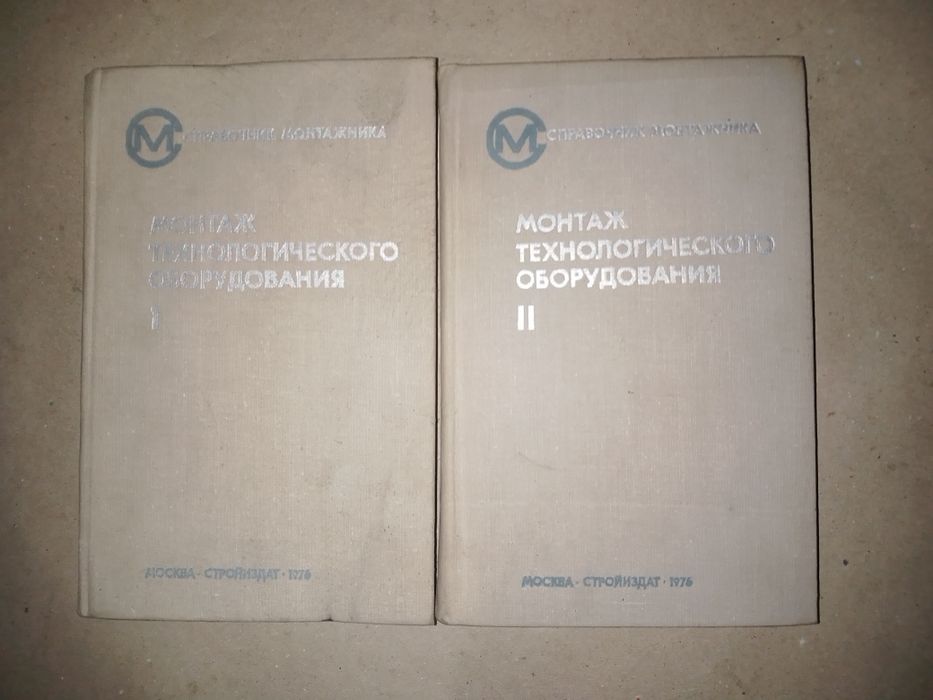 СПРАВОЧНИК МОНТАЖНИКА
МОНТАЖ
ТЕХНОЛОГИЧЕСКОГО
ОБОРУДОВАНИЯ
I
МОСКВА · СТРОЙИЗДАТ · 1976
СПРАВОЧНИК МОНТАЖНИКА
МОНТАЖ
ТЕХНОЛОГИЧЕСКОГО
ОБОРУДОВАНИЯ
II
МОСКВА · СТРОЙИЗДАТ · 1976